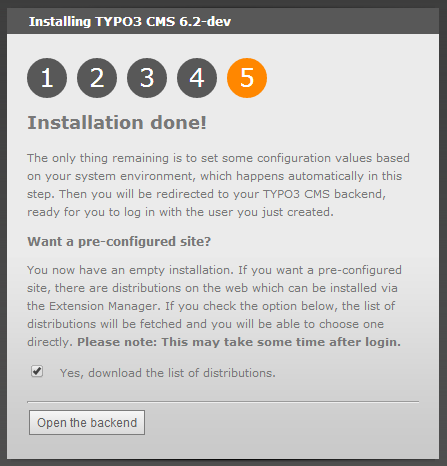 Installing TYPO3 CMS 6.2-dev
1 2 3 4 5
Installation done!
The only thing remaining is to set some configuration values based
on your system environment, which happens automatically in this
step. Then you will be redirected to your TYPO3 CMS backend,
ready for you to log in with the user you just created.
Want a pre-configured site?
You now have an empty installation. If you want a pre-configured
site, there are distributions on the web which can be installed via
the Extension Manager. If you check the option below, the list of
distributions will be fetched and you will be able to choose one
directly. Please note: This may take some time after login.
Yes, download the list of distributions.
Open the backend